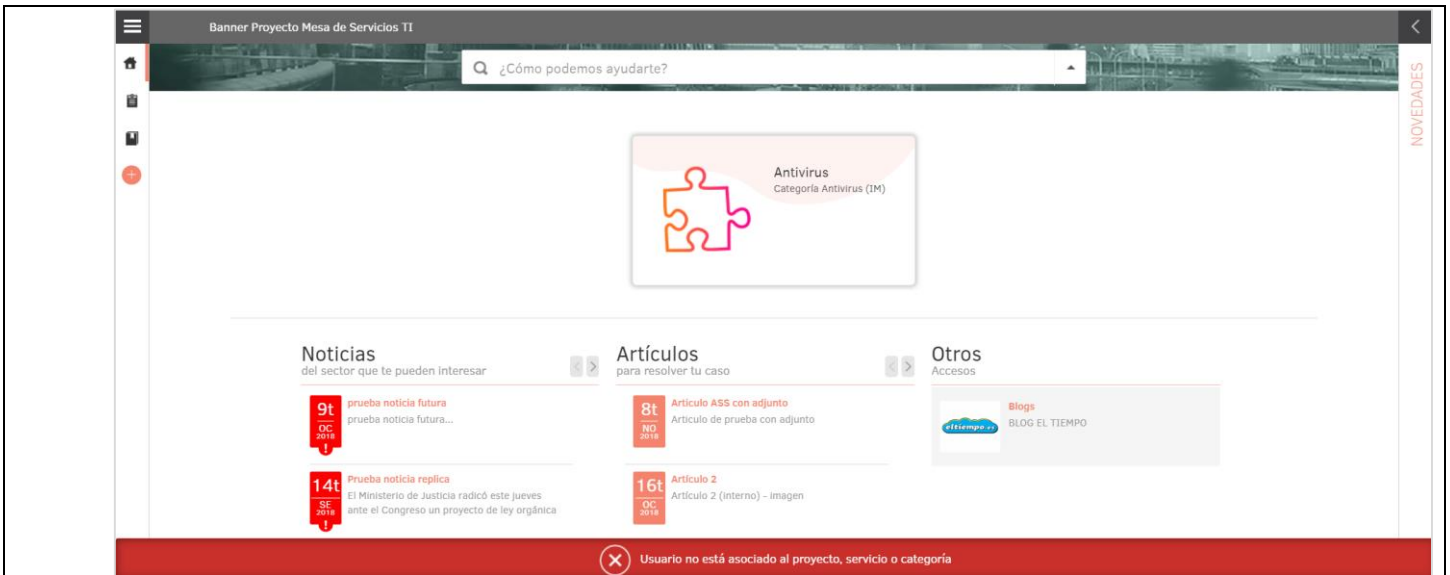 Banner Proyecto Mesa de Servicios TI
¿Cómo podemos ayudarte?
NOVEDADES
Antivirus
Categoría Antivirus (IM)
Noticias
del sector que te pueden interesar
9t
OC
2018
!
prueba noticia futura
prueba noticia futura...
14t
SE
2018
!
Prueba noticia replica
El Ministerio de Justicia radicó este jueves
ante el Congreso un proyecto de ley orgánica
Artículos
para resolver tu caso
8t
NO
2018
Artículo ASS con adjunto
Artículo de prueba con adjunto
16t
OC
2018
Artículo 2
Artículo 2 (interno) - imagen
Otros
Accesos
eltiempo.es
Blogs
BLOG EL TIEMPO
Usuario no está asociado al proyecto, servicio o categoría